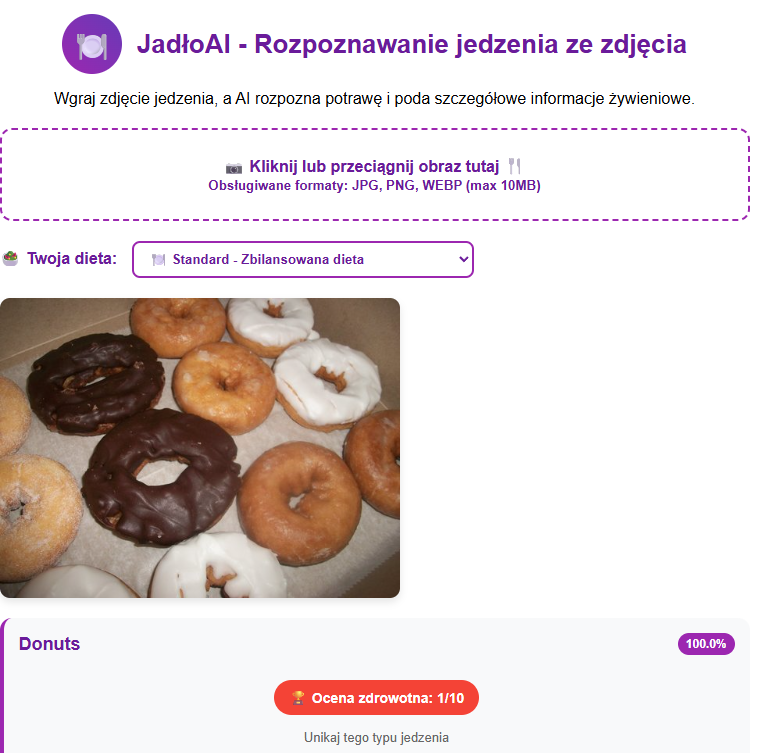 JadłoAI - Rozpoznawanie jedzenia ze zdjęcia
Wgraj zdjęcie jedzenia, a AI rozpozna potrawę i poda szczegółowe informacje żywieniowe.
Kliknij lub przeciągnij obraz tutaj
Obsługiwane formaty: JPG, PNG, WEBP (max 10MB)
Twoja dieta:
Standard - Zbilansowana dieta
Donuts
100.0%
Ocena zdrowotna: 1/10
Unikaj tego typu jedzenia